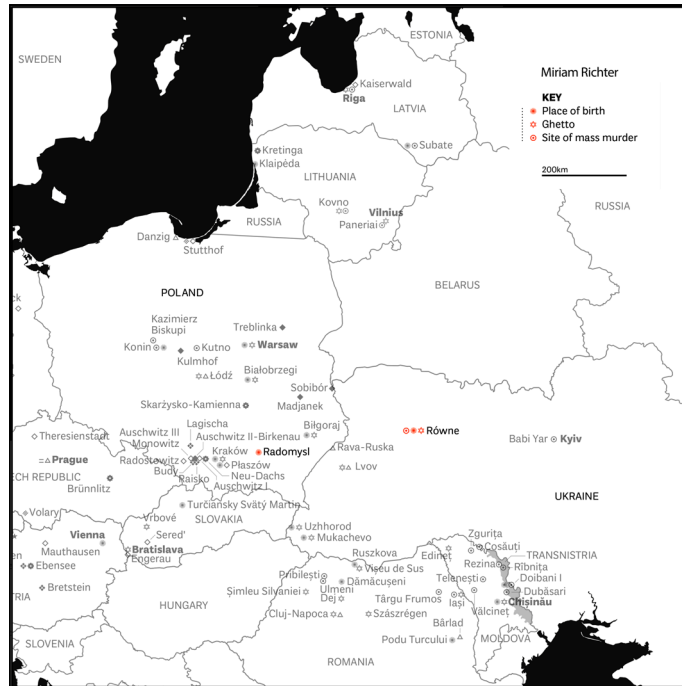 ESTONIA
SWEDEN
Miriam Richter
Kaiserwald
Riga
KEY
Place of birth
LATVIA
Ghetto
Site of mass murder
Subate
Kretinga
Klaipėda
200km
LITHUANIA
Kovno
Vilnius
RUSSIA
RUSSIA
Paneriai
Danzig
Stutthof
BELARUS
POLAND
ck
Kazimierz
Biskupi
Treblinka
Konin
Kutno
Warsaw
Kulmhof
Białobrzegi
Łódź
Sobibór
Madjanek
Skarżysko-Kamienna
Lagischa
Biłgoraj
Auschwitz III
Monowitz
Auschwitz II-Birkenau
Równe
Theresienstadt
Babi Yar
Kyiv
Kraków
Radomysl
Rava-Ruska
Prague
Radostowitz
Płaszów
Lvov
Budy
Neu-Dachs
ECH REPUBLIC
Raisko
Auschwitz I
Brünnlitz
UKRAINE
Turčiansky Svätý Martin
Volary
Vrbové
SLOVAKIA
Uzhhorod
Vienna
Sered'
Mukachevo
Zgurița
Cosăuți
Mauthausen
Bratislava
Engerau
Ruszkova
Edineț
TRANSNISTRIA
en
Ebensee
Vișeu de Sus
Rezina
Rîbnița
Pribilești
Dămăcușeni
Telenești
Doibani I
Bretstein
Ulmeni
Dubăsari
TRIA
Șimleu Silvaniei
Dej
Târgu Frumos
Iași
Chișinău
HUNGARY
Vălcineț
Cluj-Napoca
Szászrégen
Bârlad
SLOVENIA
Podu Turcului
MOLDOVA
ROMANIA